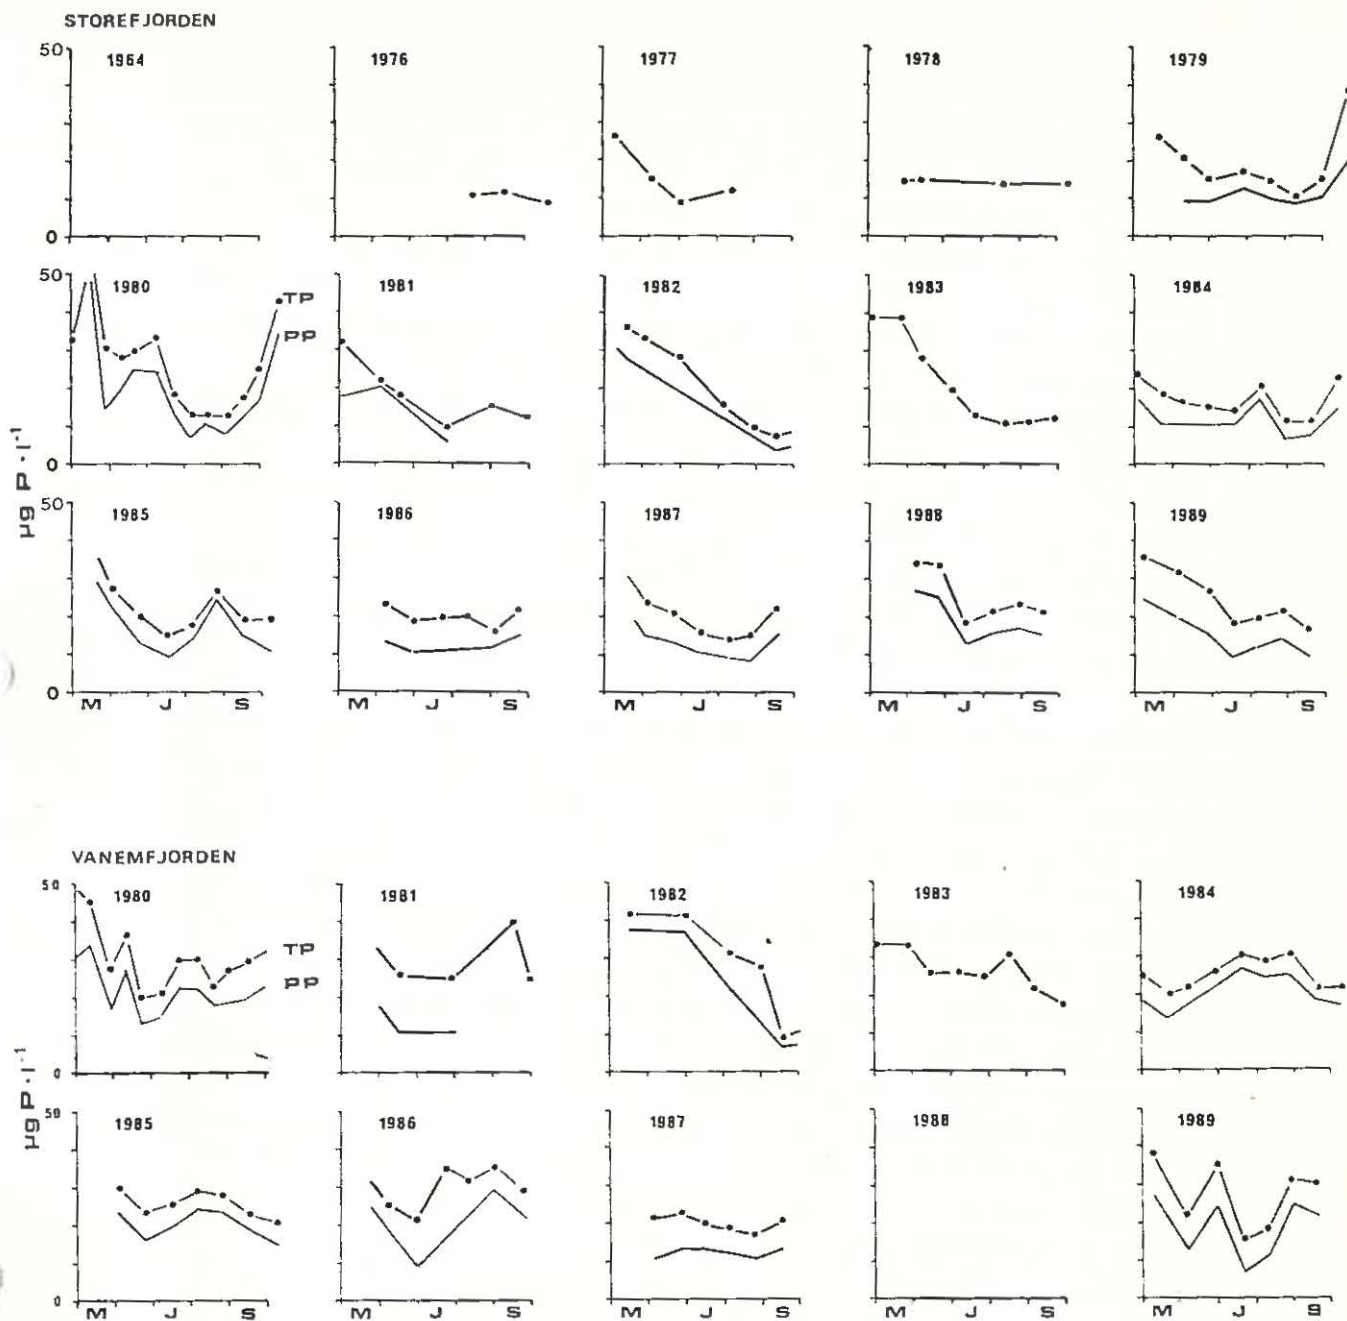 STOREFJORDEN
50 1964 1976 1977 1978 1979
0
50 1980 1981 1982 1983 1984
TP
PP
0
µg P · l⁻¹
50 1985 1986 1987 1988 1989
0
M J S M J S M J S M J S M J S
VANEMFJORDEN
50 1980 1981 1982 1983 1984
TP
PP
0
µg P · l⁻¹
50 1985 1986 1987 1988 1989
0
M J S M J S M J S M J S M J S